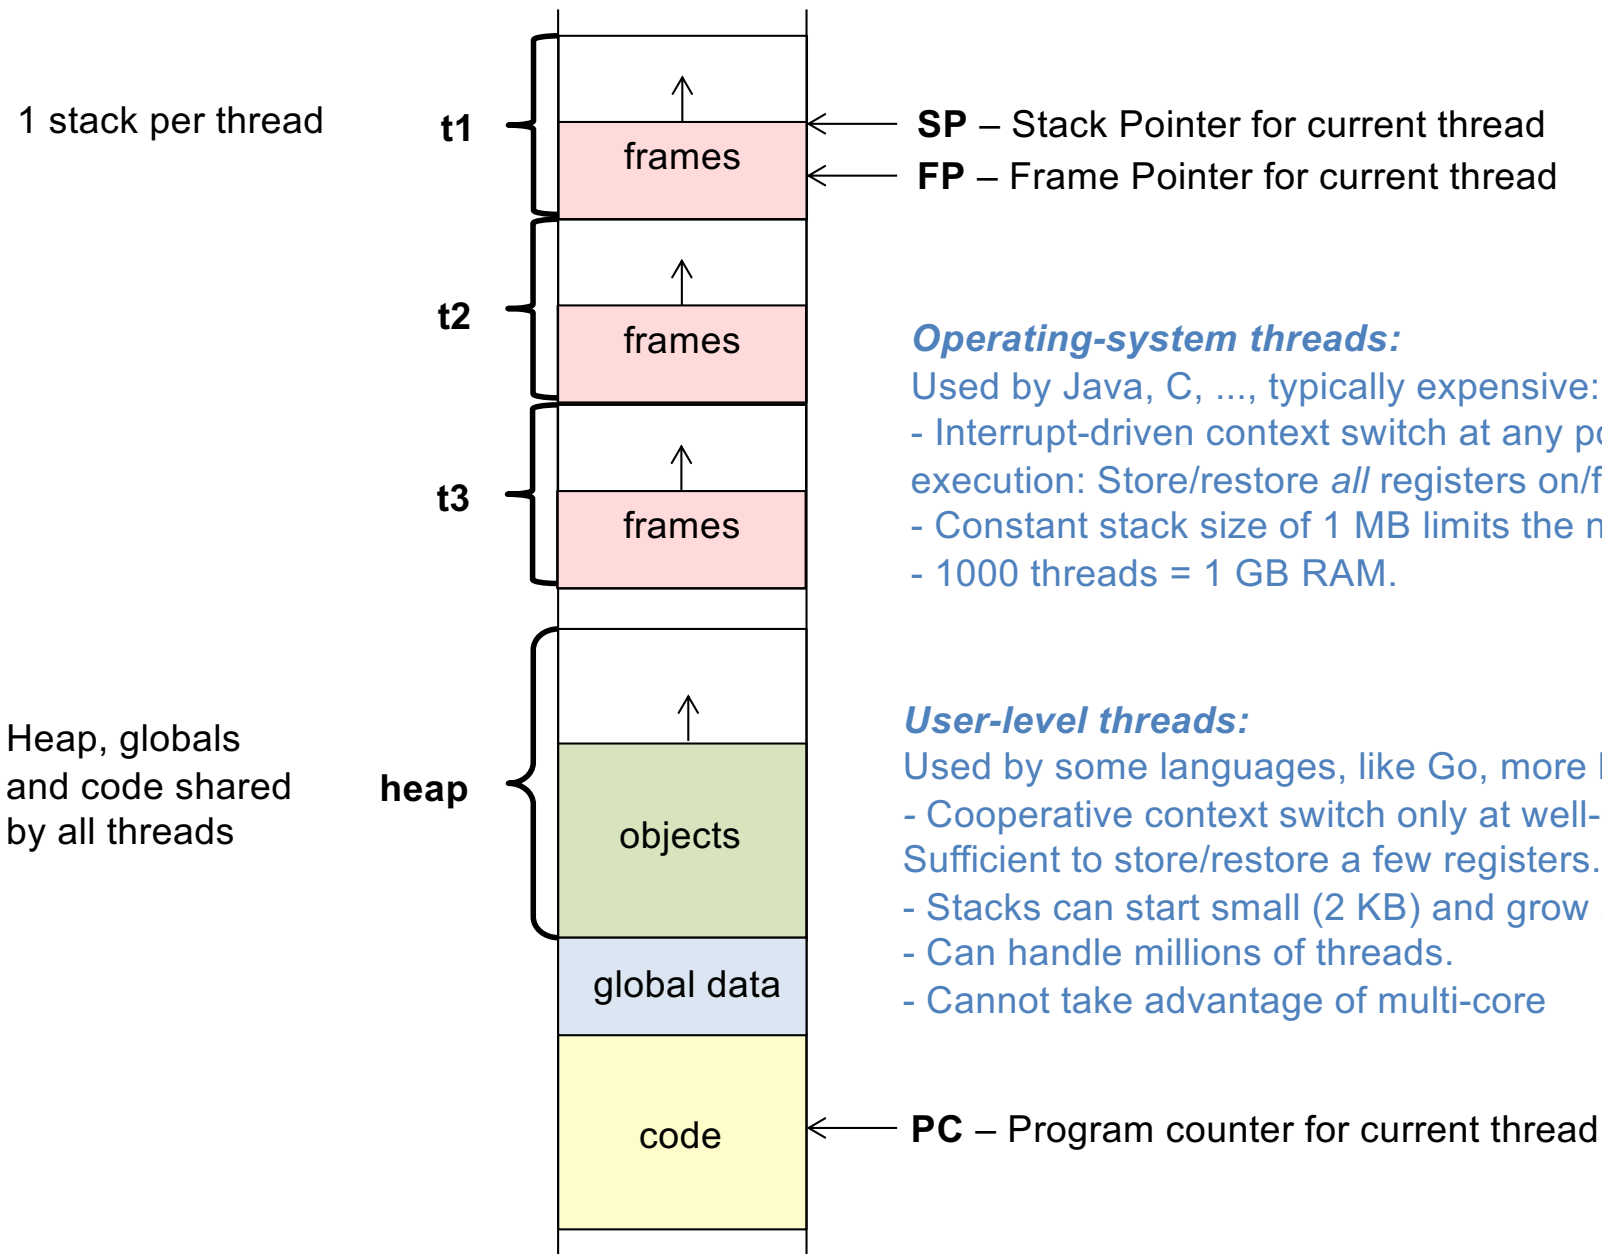 1 stack per thread
t1
frames
SP – Stack Pointer for current thread
FP – Frame Pointer for current thread
t2
frames
t3
frames
Operating-system threads:
Used by Java, C, ..., typically expensive:
- Interrupt-driven context switch at any
execution: Store/restore all registers
- Constant stack size of 1 MB limits the
- 1000 threads = 1 GB RAM.
Heap, globals
and code shared
by all threads
heap
objects
global data
code
User-level threads:
Used by some languages, like Go, more
- Cooperative context switch only at well-
Sufficient to store/restore a few registers.
- Stacks can start small (2 KB) and grow
- Can handle millions of threads.
- Cannot take advantage of multi-core
PC – Program counter for current thread